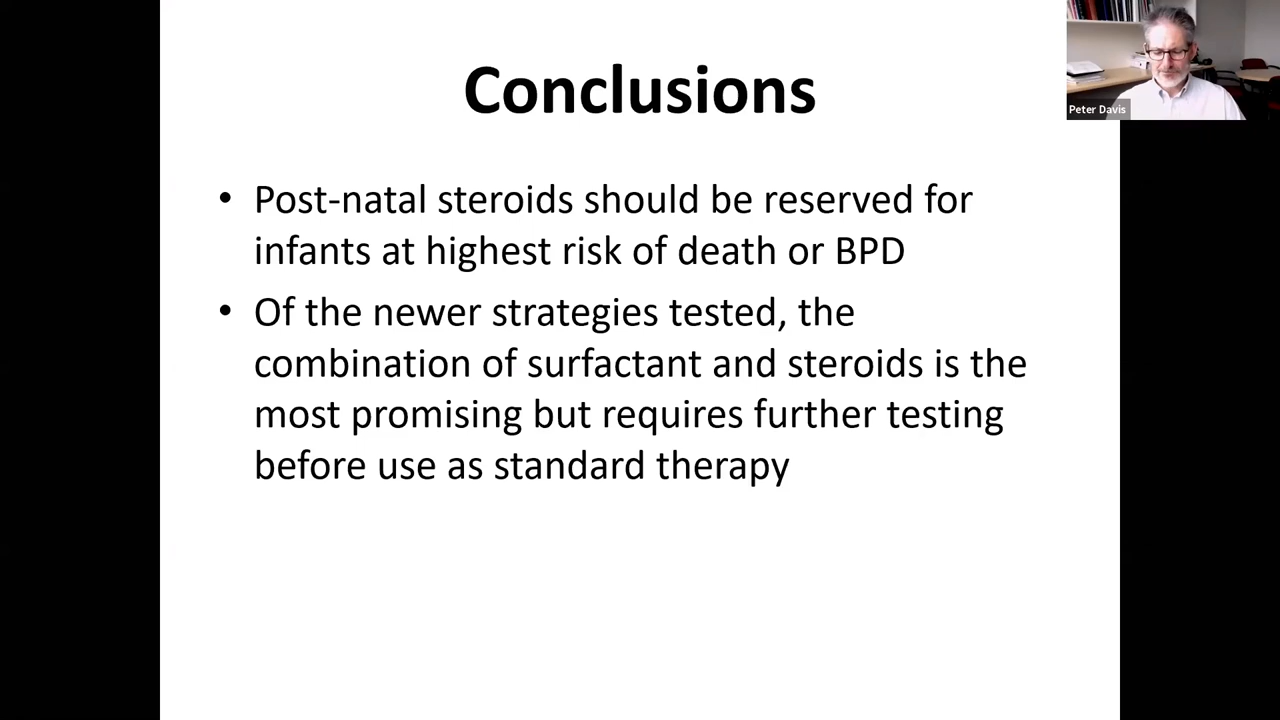 Conclusions
Peter Davis
• Post-natal steroids should be reserved for
infants at highest risk of death or BPD
• Of the newer strategies tested, the
combination of surfactant and steroids is the
most promising but requires further testing
before use as standard therapy